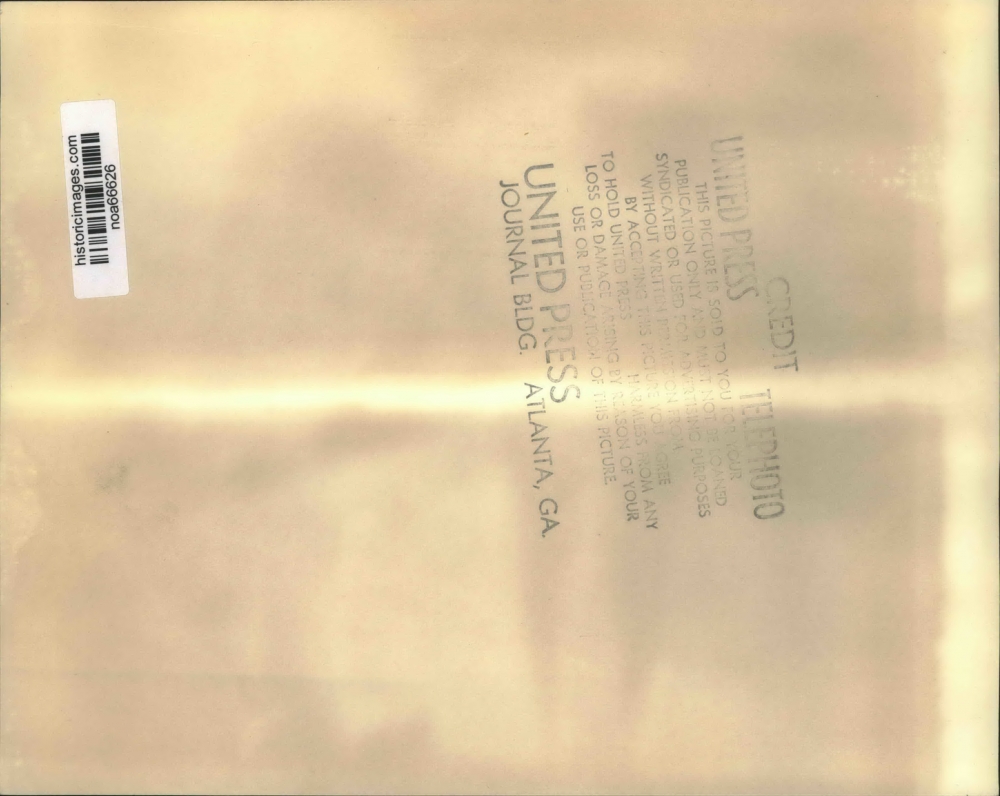 CREDIT
UNITED PRESS TELEPHOTO
THIS PICTURE IS SOLD TO YOU FOR YOUR
PUBLICATION ONLY AND MUST NOT BE LOANED
SYNDICATED OR USED FOR ADVERTISING PURPOSES
WITHOUT WRITTEN PERMISSION FROM
BY ACCEPTING THIS PICTURE YOU AGREE
TO HOLD UNITED PRESS HARMLESS FROM ANY
LOSS OR DAMAGE ARISING BY REASON OF YOUR
USE OR PUBLICATION OF THIS PICTURE.
UNITED PRESS
JOURNAL BLDG. ATLANTA, GA.
historicimages.com
noa66626